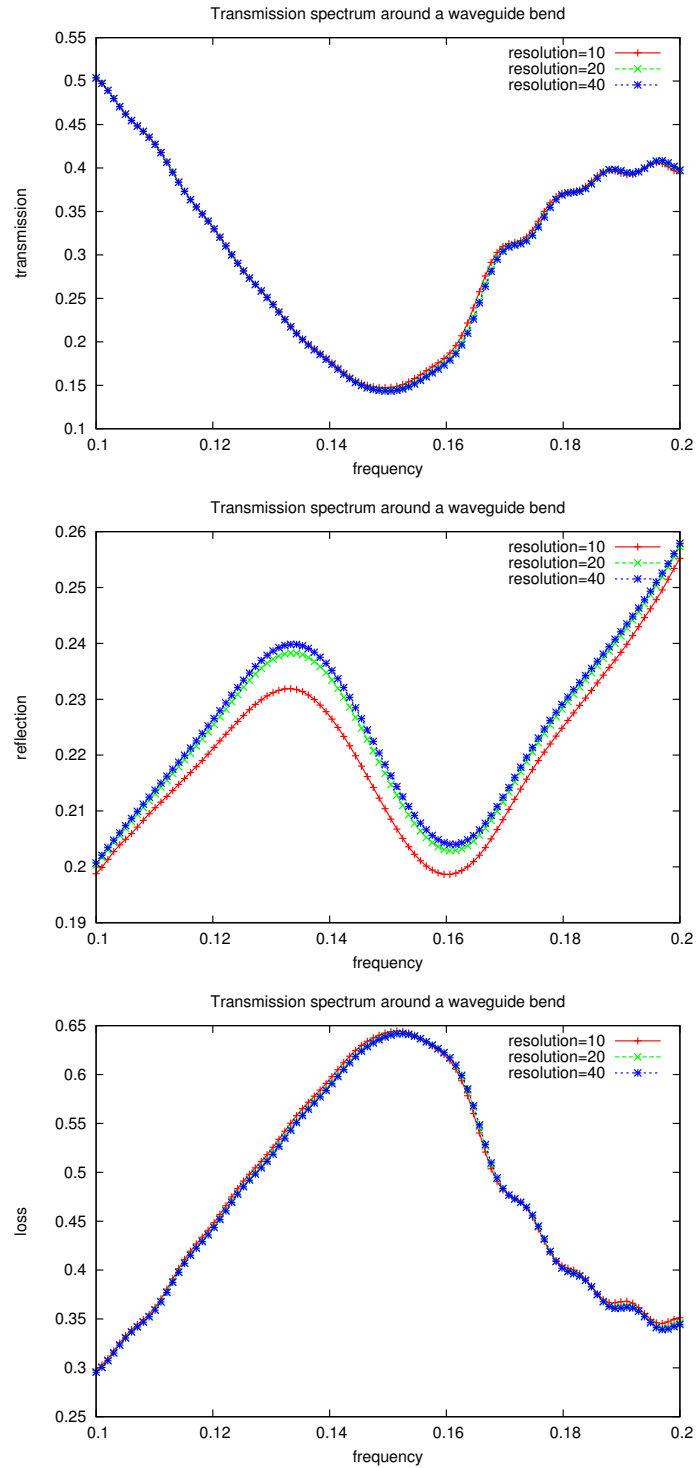 Transmission spectrum around a waveguide bend
0.55
0.5
0.45
0.4
0.35
0.3
0.25
0.2
0.15
0.1
transmission
resolution=10
resolution=20
resolution=40
0.1 0.12 0.14 0.16 0.18 0.2
frequency
Transmission spectrum around a waveguide bend
0.26
0.25
0.24
0.23
0.22
0.21
0.2
0.19
reflection
resolution=10
resolution=20
resolution=40
0.1 0.12 0.14 0.16 0.18 0.2
frequency
Transmission spectrum around a waveguide bend
0.65
0.6
0.55
0.5
0.45
0.4
0.35
0.3
0.25
loss
resolution=10
resolution=20
resolution=40
0.1 0.12 0.14 0.16 0.18 0.2
frequency